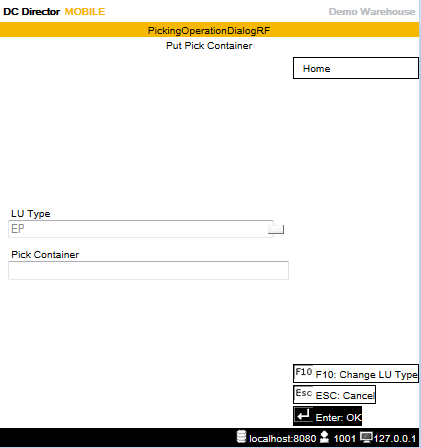 DC Director MOBILE Demo Warehouse
PickingOperationDialogRF
Put Pick Container
Home
LU Type
EP
Pick Container
F10 F10: Change LU Type
Esc ESC: Cancel
Enter: OK
localhost:8080 1001 127.0.0.1